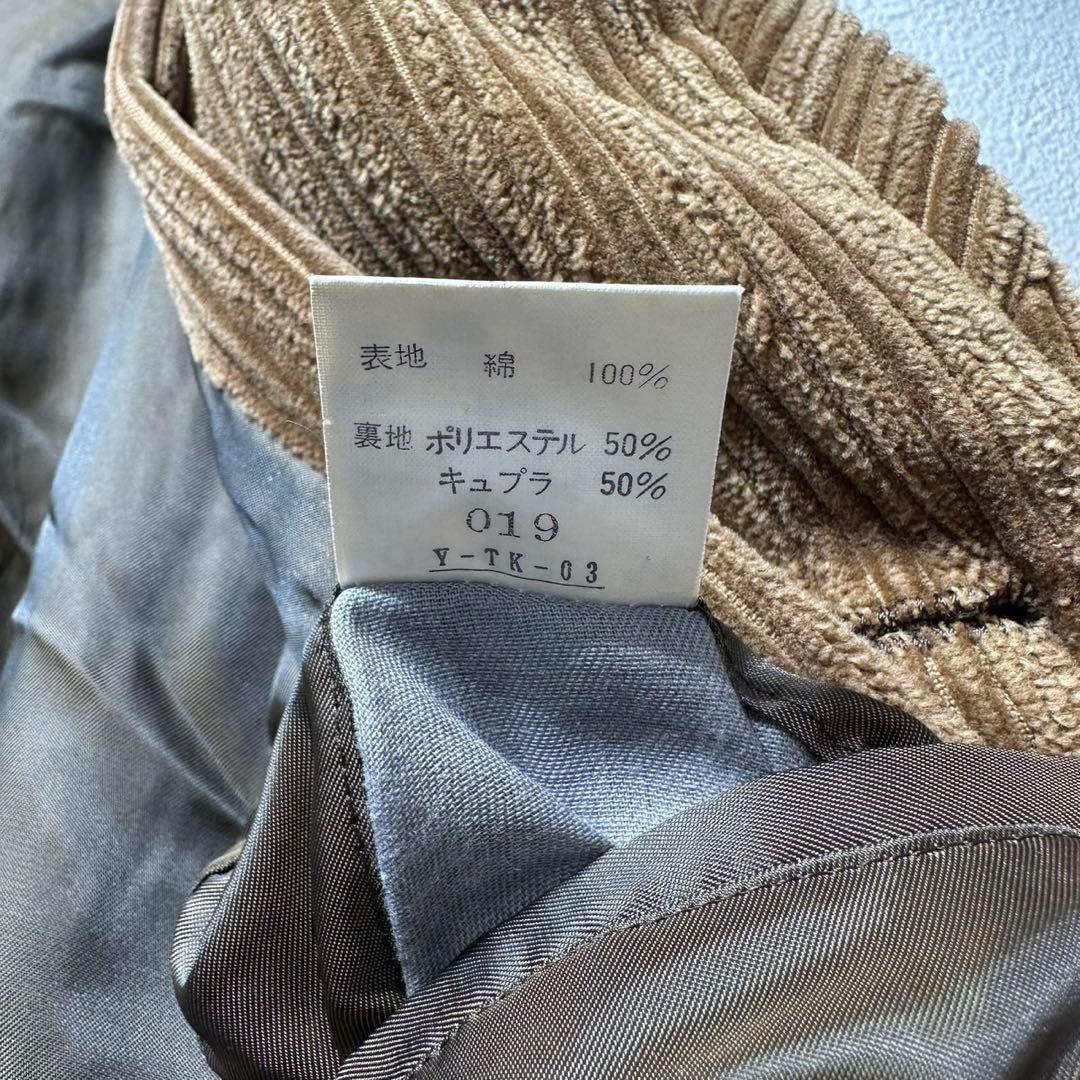 表地 綿 100%
裏地 ポリエステル 50%
キュプラ 50%
019
Y-TK-03